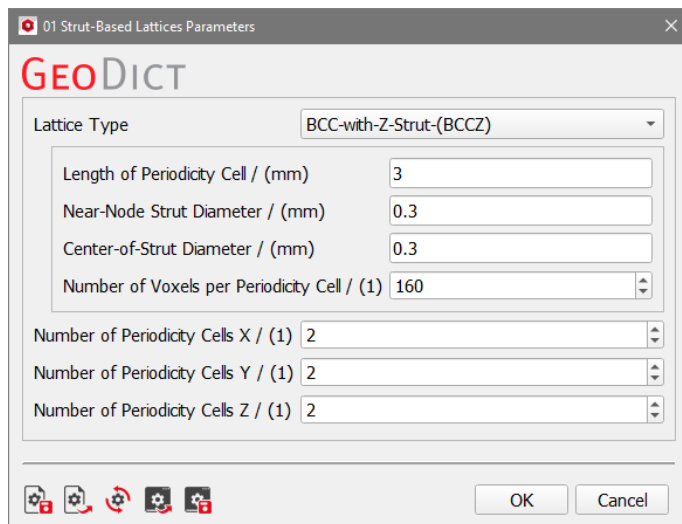 01 Strut-Based Lattices Parameters
GEODICT
Lattice Type BCC-with-Z-Strut-(BCCZ)
Length of Periodicity Cell / (mm) 3
Near-Node Strut Diameter / (mm) 0.3
Center-of-Strut Diameter / (mm) 0.3
Number of Voxels per Periodicity Cell / (1) 160
Number of Periodicity Cells X / (1) 2
Number of Periodicity Cells Y / (1) 2
Number of Periodicity Cells Z / (1) 2
OK Cancel